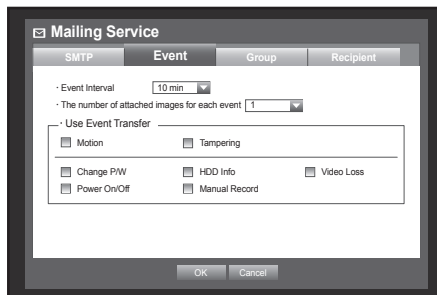 Mailing Service
SMTP Event Group Recipient
· Event Interval 10 min
· The number of attached images for each event 1
· Use Event Transfer
Motion Tampering
Change P/W HDD Info Video Loss
Power On/Off Manual Record
OK Cancel